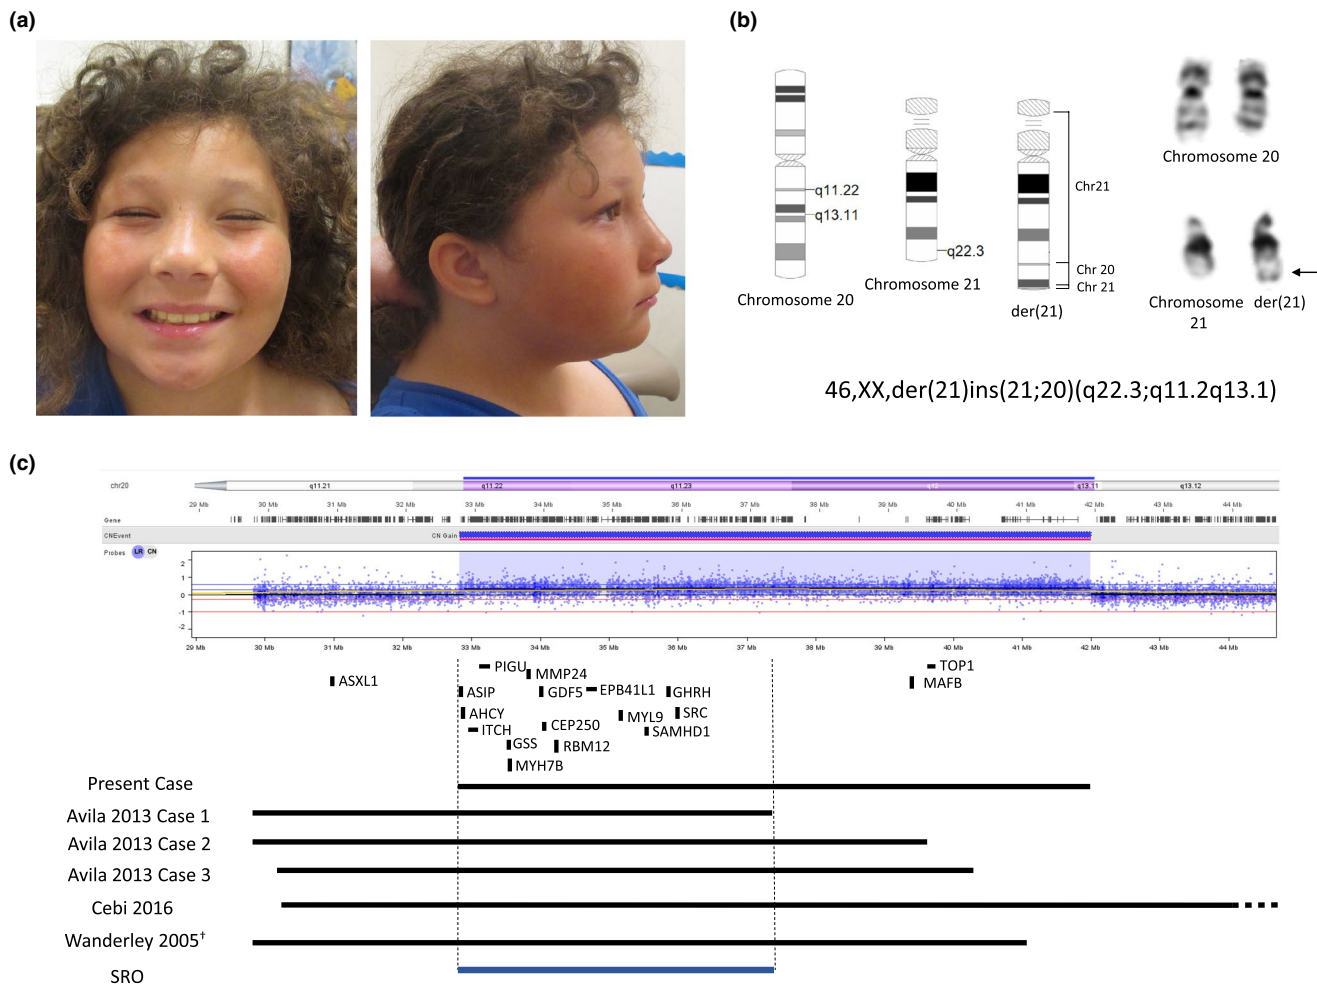 (a)
(b)
q11.22
q13.11
Chromosome 20
q22.3
Chromosome 21
Chr21
Chr 20
Chr 21
der(21)
Chromosome 20
Chromosome
21
der(21)
46,XX,der(21)ins(21;20)(q22.3;q11.2q13.1)
(c)
chr20
q11.21
q11.22
q11.23
q12
q13.11
q13.12
29 Mb 30 Mb 31 Mb 32 Mb 33 Mb 34 Mb 35 Mb 36 Mb 37 Mb 38 Mb 39 Mb 40 Mb 41 Mb 42 Mb 43 Mb 44 Mb
Gene
CNEvent
CN Gain
Probes LR CN
2
1
0
-1
-2
29 Mb 30 Mb 31 Mb 32 Mb 33 Mb 34 Mb 35 Mb 36 Mb 37 Mb 38 Mb 39 Mb 40 Mb 41 Mb 42 Mb 43 Mb 44 Mb
PIGU
TOP1
MMP24
ASXL1
MAFB
ASIP
GDF5
EPB41L1
GHRH
AHCY
MYL9
SRC
ITCH
CEP250
SAMHD1
GSS
RBM12
MYH7B
Present Case
Avila 2013 Case 1
Avila 2013 Case 2
Avila 2013 Case 3
Cebi 2016
Wanderley 2005†
SRO